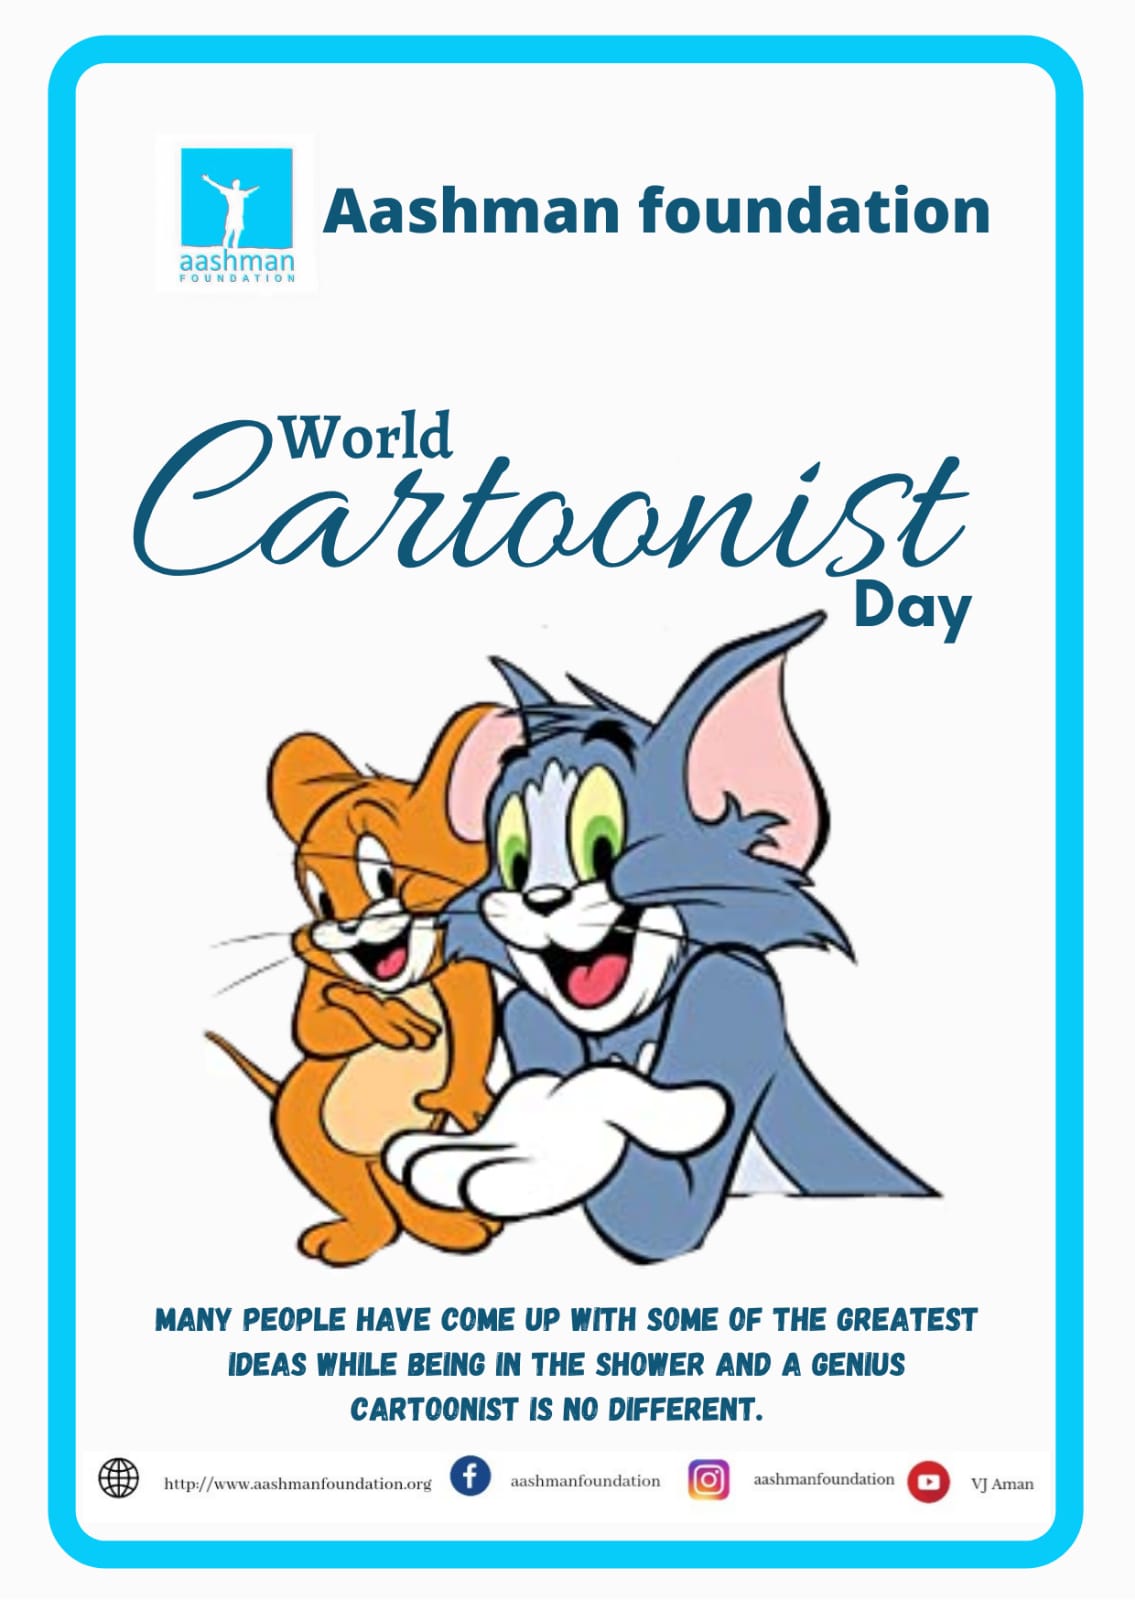 aashman
FOUNDATION
Aashman foundation
World
Cartoonist
Day
MANY PEOPLE HAVE COME UP WITH SOME OF THE GREATEST
IDEAS WHILE BEING IN THE SHOWER AND A GENIUS
CARTOONIST IS NO DIFFERENT.
http://www.aashmanfoundation.org aashmanfoundation aashmanfoundation VJ Aman